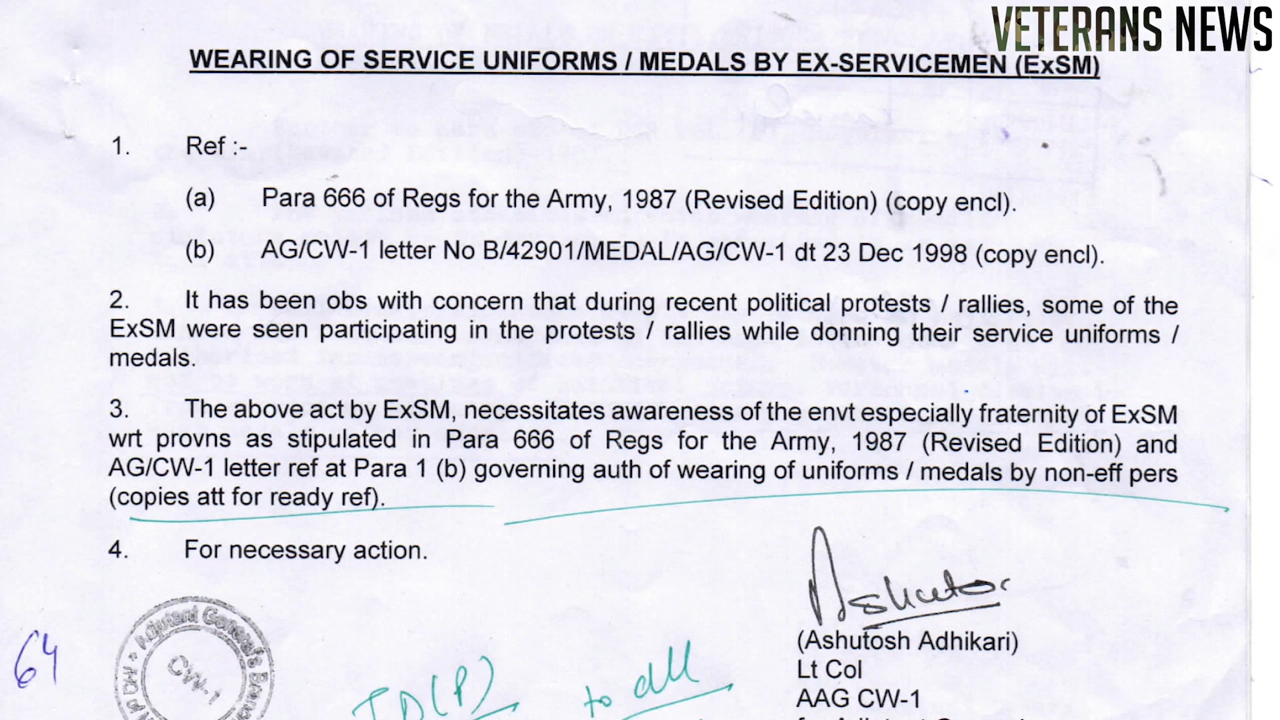 VETERANS NEWS
WEARING OF SERVICE UNIFORMS / MEDALS BY EX-SERVICEMEN (ExSM)
1. Ref :-
(a) Para 666 of Regs for the Army, 1987 (Revised Edition) (copy encl).
(b) AG/CW-1 letter No B/42901/MEDAL/AG/CW-1 dt 23 Dec 1998 (copy encl).
2. It has been obs with concern that during recent political protests / rallies, some of the
ExSM were seen participating in the protests / rallies while donning their service uniforms /
medals.
3. The above act by ExSM, necessitates awareness of the envt especially fraternity of ExSM
wrt provns as stipulated in Para 666 of Regs for the Army, 1987 (Revised Edition) and
AG/CW-1 letter ref at Para 1 (b) governing auth of wearing of uniforms / medals by non-eff pers
(copies att for ready ref).
4. For necessary action.
Ashutosh
(Ashutosh Adhikari)
Lt Col
AAG CW-1
Adjutant General's
CW-1
64
to all